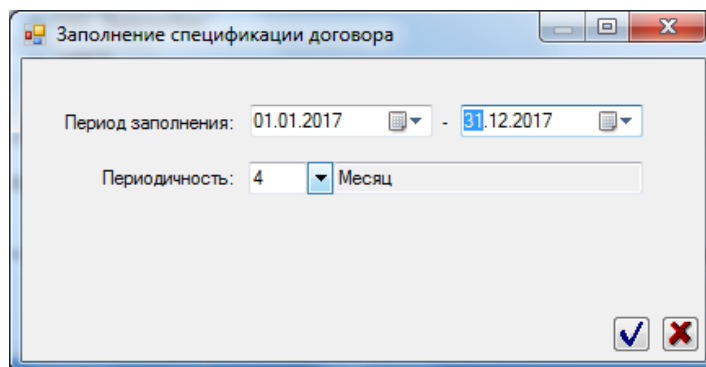 Заполнение спецификации договора
Период заполнения: 01.01.2017 - 31.12.2017
Периодичность: 4 Месяц